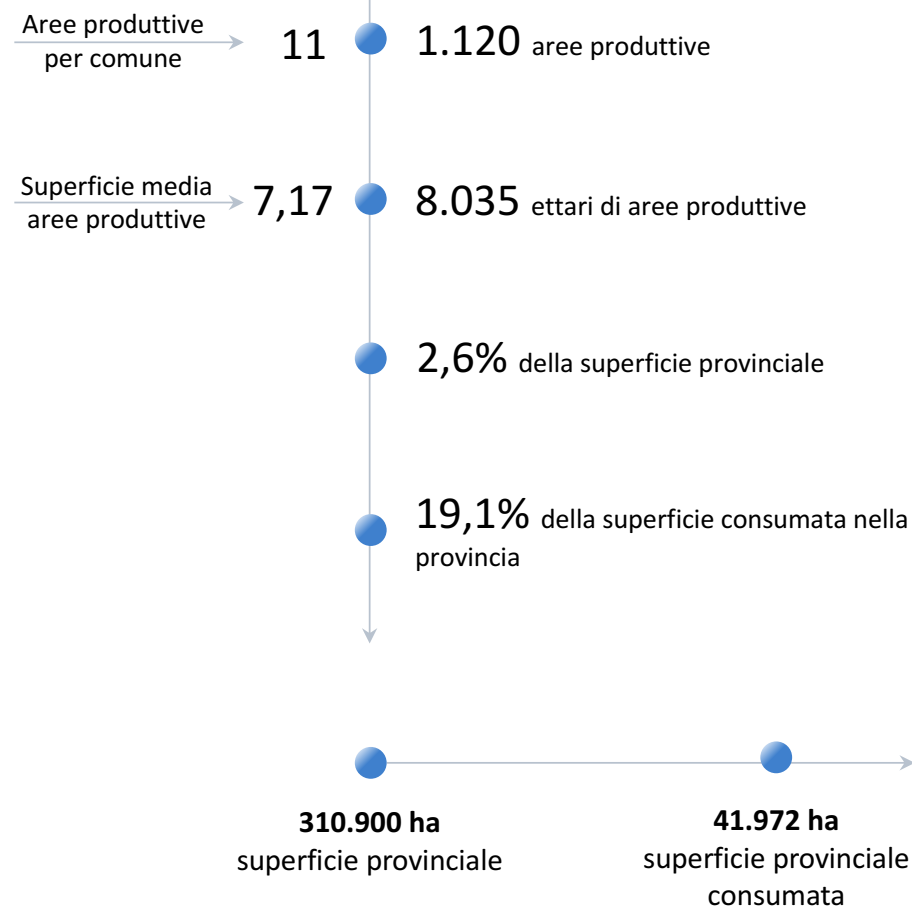 Aree produttive
per comune
11
1.120 aree produttive
Superficie media
aree produttive
7,17
8.035 ettari di aree produttive
2,6% della superficie provinciale
19,1% della superficie consumata nella
provincia
310.900 ha
superficie provinciale
41.972 ha
superficie provinciale
consumata